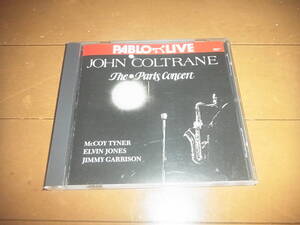 PABLO LIVE
JOHN COLTRANE
The Paris Concert
McCOY TYNER
ELVIN JONES
JIMMY GARRISON